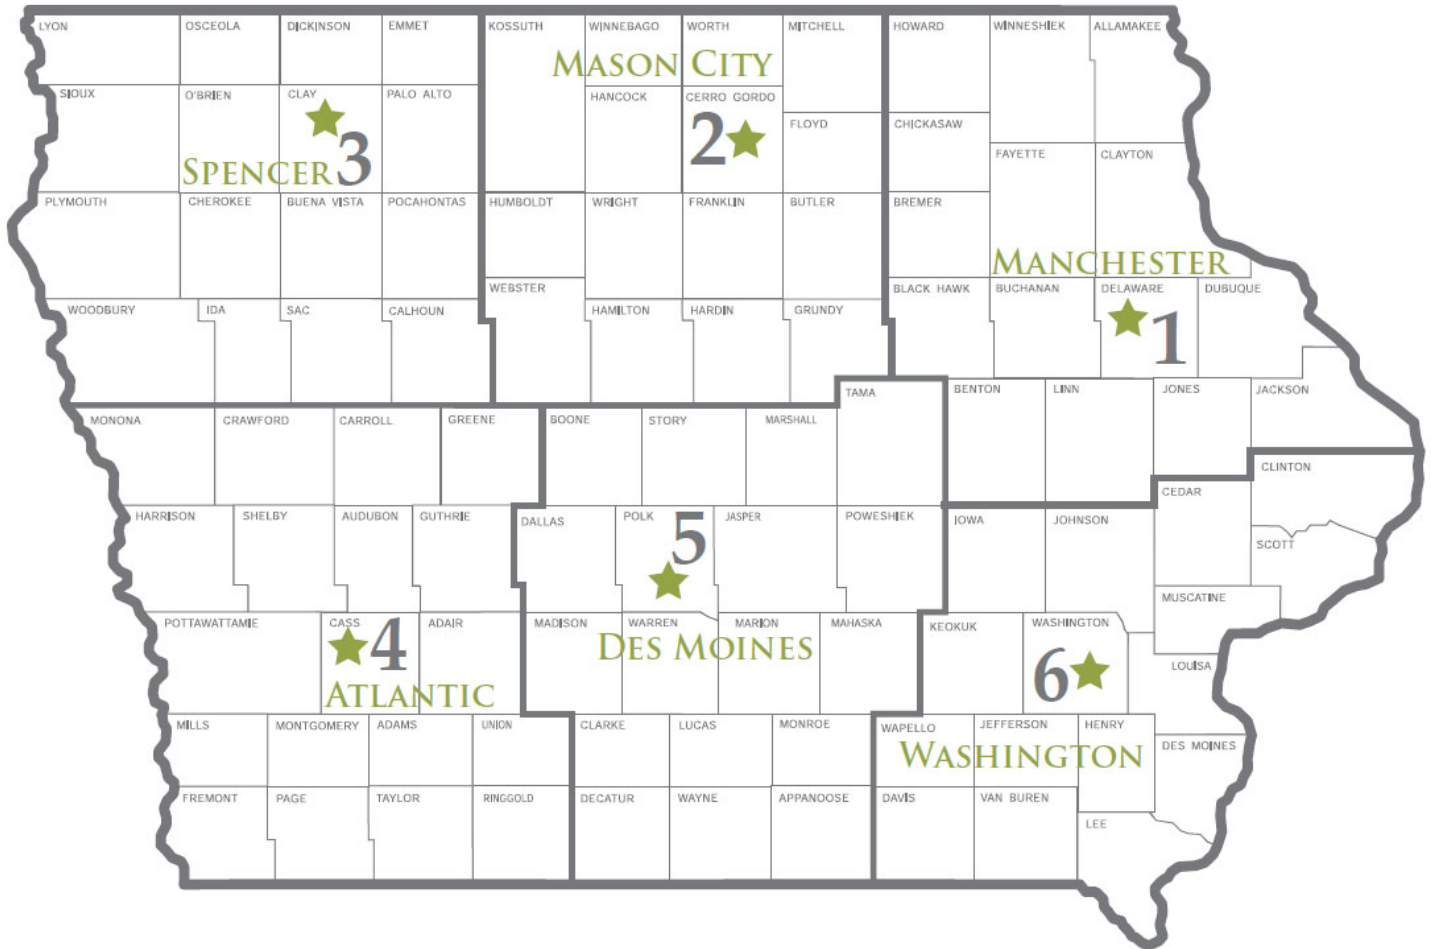 LYON OSCEOLA DICKINSON EMMET KOSSUTH WINNEBAGO WORTH MITCHELL HOWARD WINNESHIEK ALLAMAKEE
MASON CITY
SIOUX O'BRIEN CLAY PALO ALTO HANCOCK CERRO GORDO
FLOYD CHICKASAW
2
3
SPENCER
FAYETTE CLAYTON
PLYMOUTH CHEROKEE BUENA VISTA POCAHONTAS HUMBOLDT WRIGHT FRANKLIN BUTLER BREMER
MANCHESTER
WEBSTER BLACK HAWK BUCHANAN DELAWARE DUBUQUE
WOODBURY IDA SAC CALHOUN HAMILTON HARDIN GRUNDY
1
TAMA BENTON LINN JONES JACKSON
MONONA CRAWFORD CARROLL GREENE BOONE STORY MARSHALL
CLINTON
CEDAR
HARRISON SHELBY AUDUBON GUTHRIE DALLAS POLK JASPER POWESHIEK IOWA JOHNSON
5
SCOTT
MUSCATINE
POTTAWATTAMIE CASS ADAIR MADISON WARREN MARION MAHASKA KEOKUK WASHINGTON
4
DES MOINES
6
LOUISA
ATLANTIC
MILLS MONTGOMERY ADAMS UNION CLARKE LUCAS MONROE WAPELLO JEFFERSON HENRY
WASHINGTON
DES MOINES
FREMONT PAGE TAYLOR RINGGOLD DECATUR WAYNE APPANOOSE DAVIS VAN BUREN
LEE